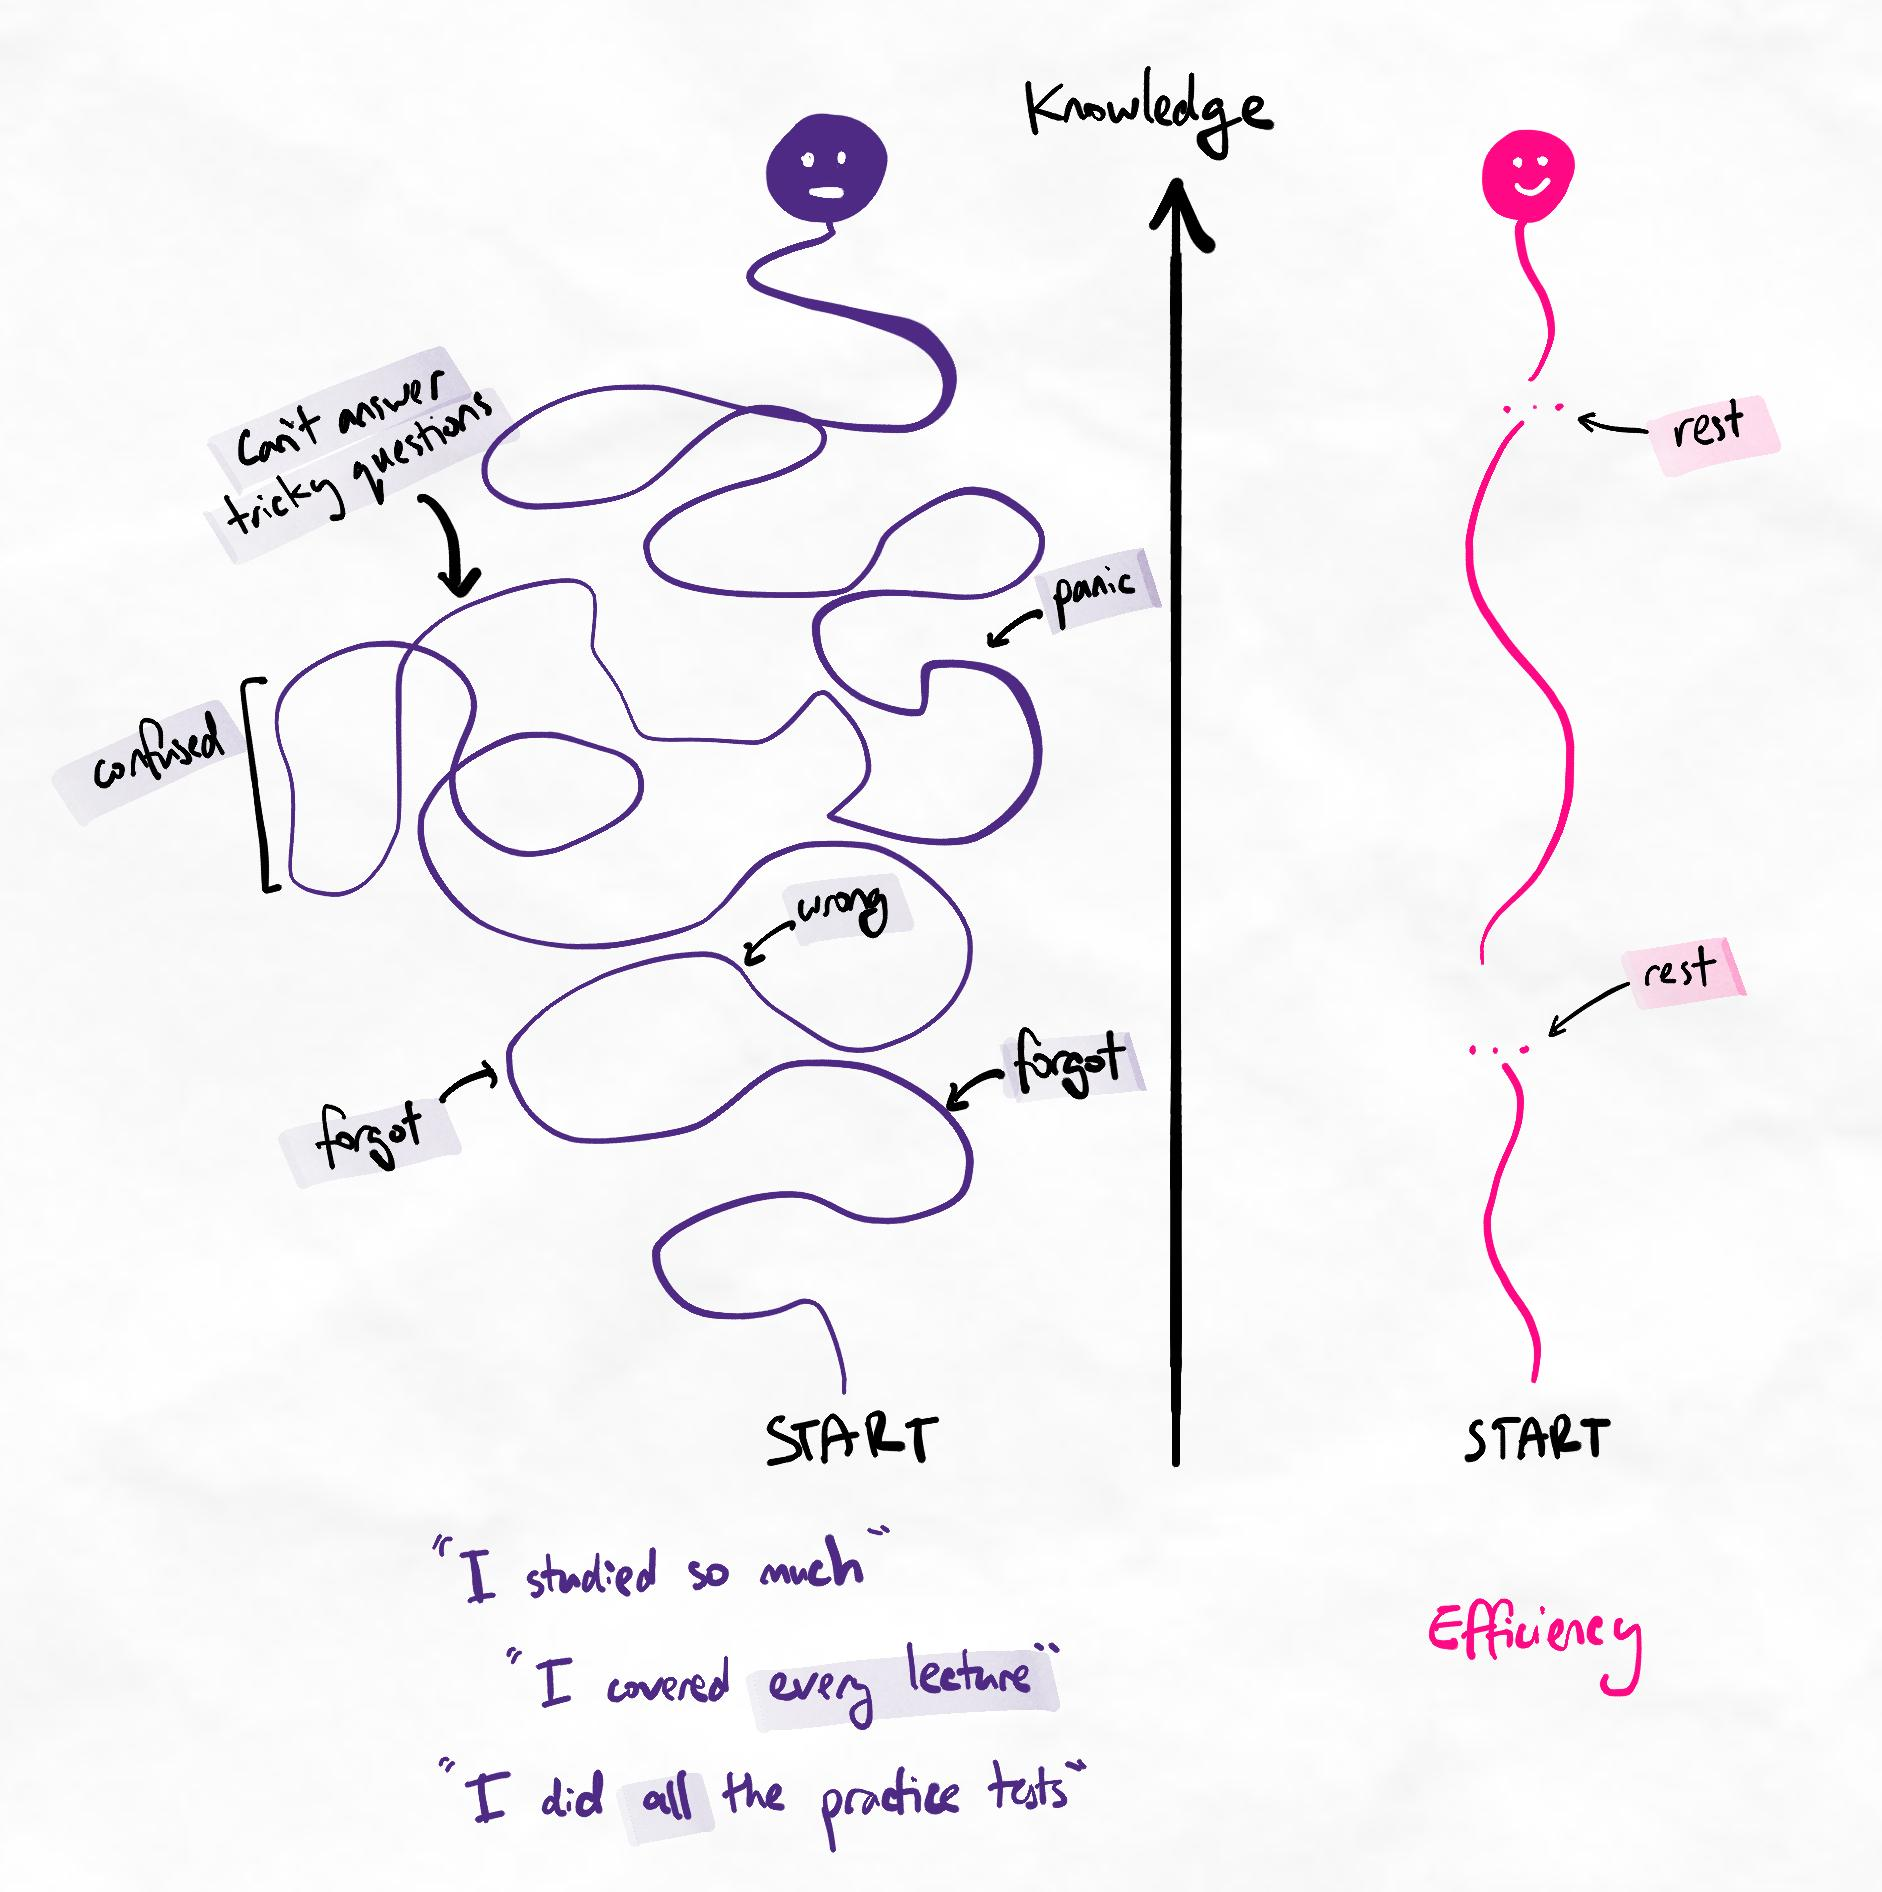 Knowledge
Can't answer
tricky questions
rest
panic
confused
wrong
rest
forgot
forgot
START
START
"I studied so much"
"I covered every lecture"
"I did all the practice tests"
Efficiency